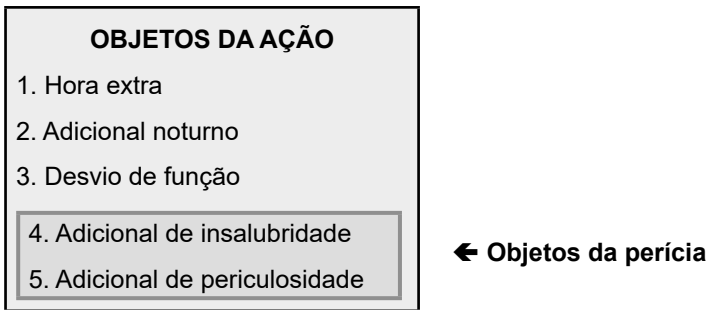 OBJETOS DA AÇÃO
1. Hora extra
2. Adicional noturno
3. Desvio de função
4. Adicional de insalubridade
5. Adicional de periculosidade
🡸 Objetos da perícia